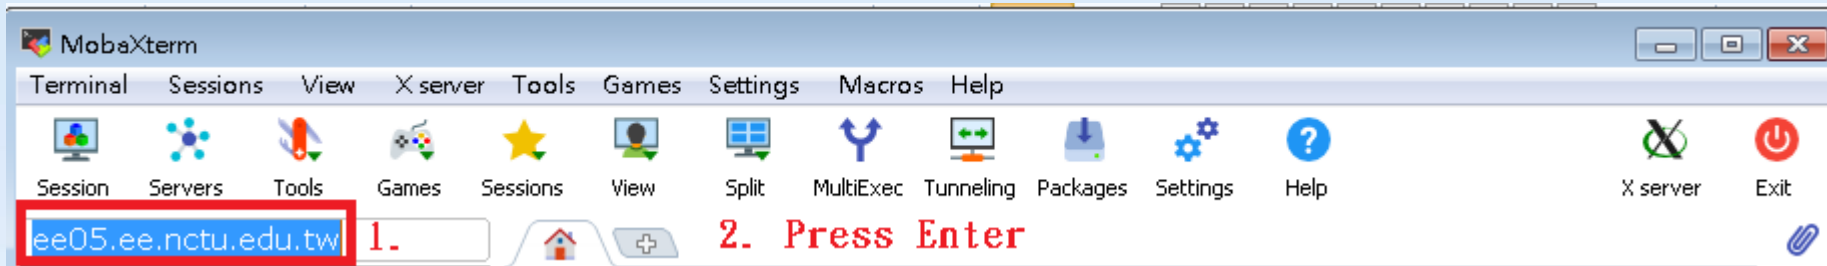 MobaXterm
Terminal Sessions View X server Tools Games Settings Macros Help
Session Servers Tools Games Sessions View Split MultiExec Tunneling Packages Settings Help X server Exit
ee05.ee.nctu.edu.tw 1. 2. Press Enter